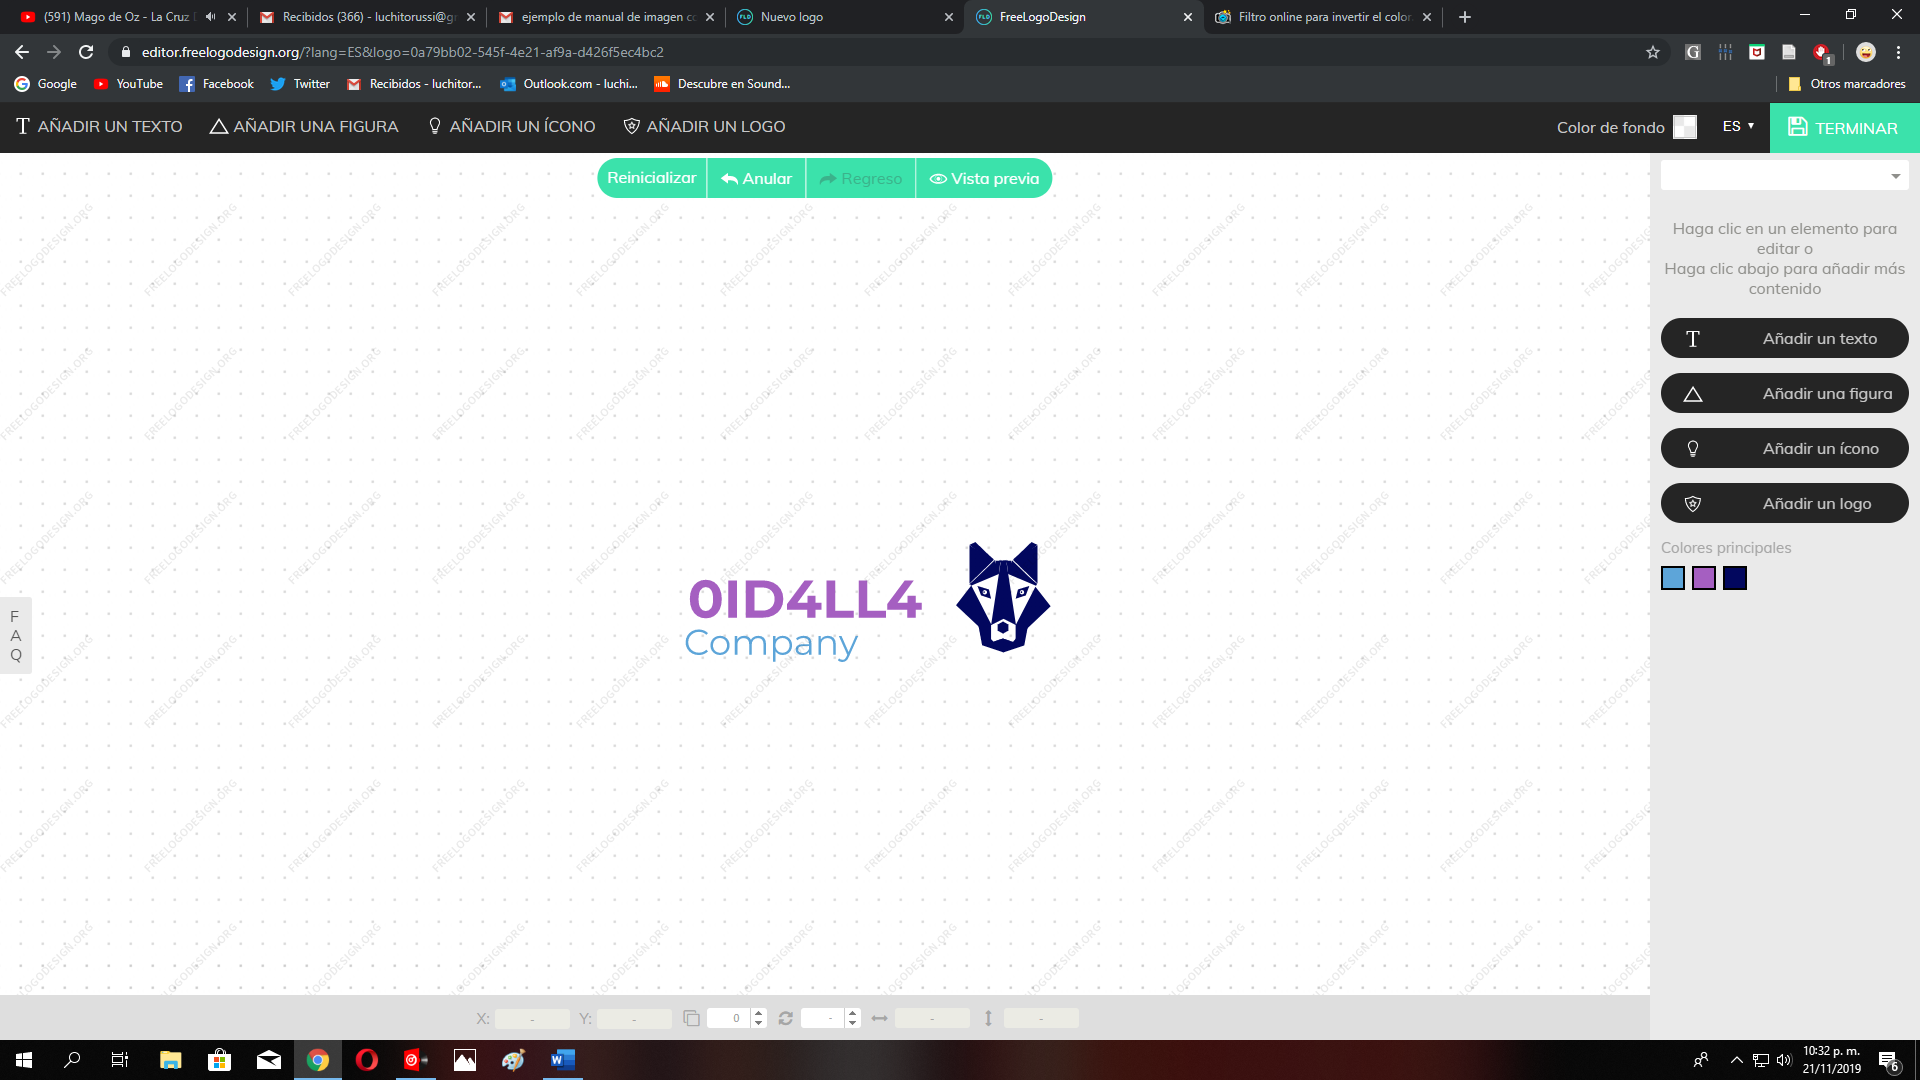 (591) Mago de Oz - La Cruz
Recibidos (366) - luchitorussi@g
ejemplo de manual de imagen c
Nuevo logo
FreeLogoDesign
Filtro online para invertir el color
editor.freelogodesign.org/?lang=ES&logo=0a79bb02-545f-4e21-af9a-d426f5ec4bc2
Google
YouTube
Facebook
Twitter
Recibidos - luchitor...
Outlook.com - luchi...
Descubre en Sound...
Otros marcadores
AÑADIR UN TEXTO
AÑADIR UNA FIGURA
AÑADIR UN ÍCONO
AÑADIR UN LOGO
Color de fondo
ES
TERMINAR
Reinicializar
Anular
Regreso
Vista previa
Haga clic en un elemento para
editar o
Haga clic abajo para añadir más
contenido
Añadir un texto
Añadir una figura
Añadir un ícono
Añadir un logo
Colores principales
0ID4LL4
Company
FREELOGODESIGN.ORG
F
A
Q
X: -
Y: -
0
-
-
-
10:32 p. m.
21/11/2019
6